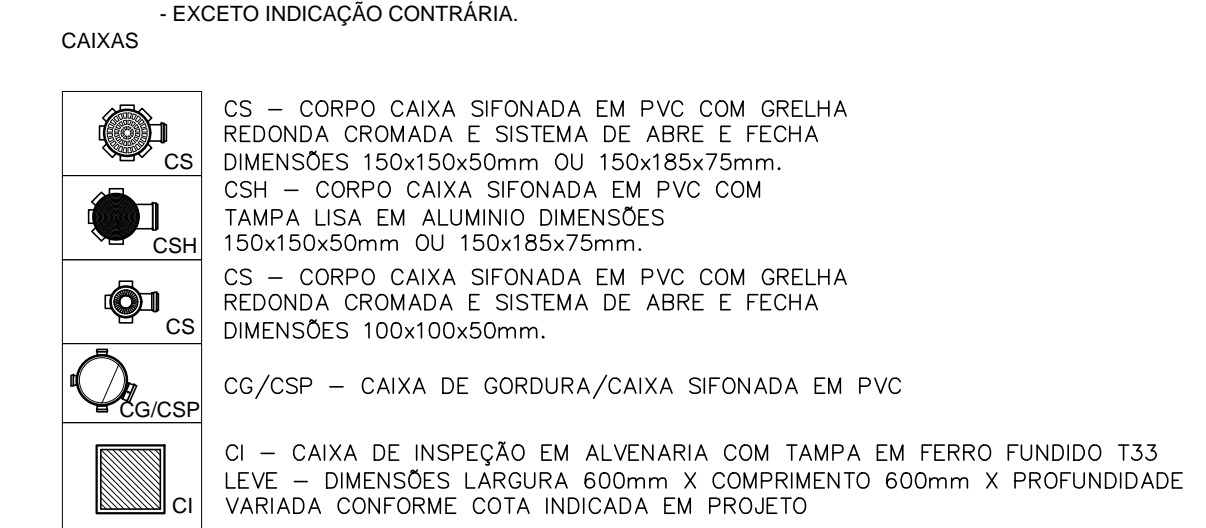 - EXCETO INDICAÇÃO CONTRÁRIA.
CAIXAS
CS
CS – CORPO CAIXA SIFONADA EM PVC COM GRELHA
REDONDA CROMADA E SISTEMA DE ABRE E FECHA
DIMENSÕES 150x150x50mm OU 150x185x75mm.
CSH
CSH – CORPO CAIXA SIFONADA EM PVC COM
TAMPA LISA EM ALUMINIO DIMENSÕES
150x150x50mm OU 150x185x75mm.
CS
CS – CORPO CAIXA SIFONADA EM PVC COM GRELHA
REDONDA CROMADA E SISTEMA DE ABRE E FECHA
DIMENSÕES 100x100x50mm.
CG/CSP
CG/CSP – CAIXA DE GORDURA/CAIXA SIFONADA EM PVC
CI
CI – CAIXA DE INSPEÇÃO EM ALVENARIA COM TAMPA EM FERRO FUNDIDO T33
LEVE – DIMENSÕES LARGURA 600mm X COMPRIMENTO 600mm X PROFUNDIDADE
VARIADA CONFORME COTA INDICADA EM PROJETO